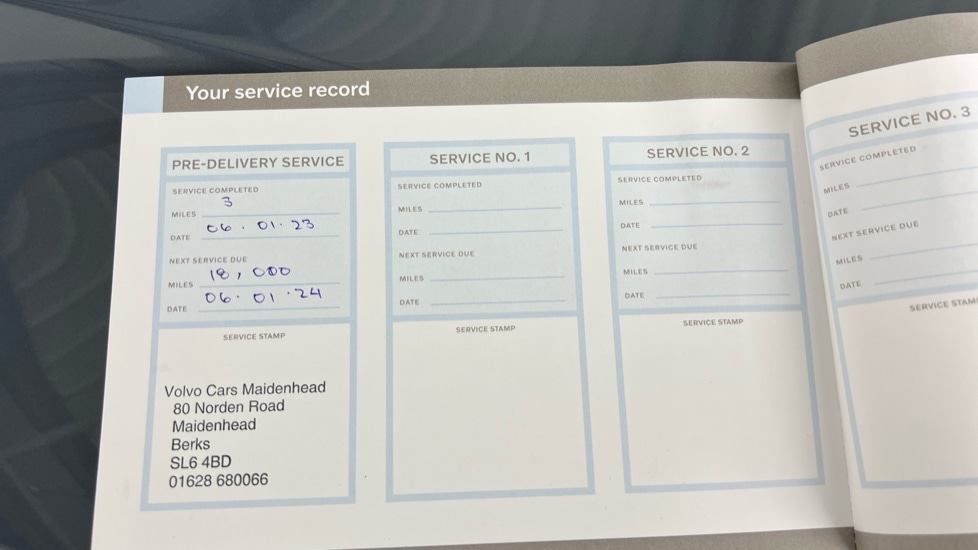 Your service record
PRE-DELIVERY SERVICE
SERVICE COMPLETED
MILES 3
DATE 06.01.23
NEXT SERVICE DUE
MILES 18,000
DATE 06.01.24
SERVICE STAMP
Volvo Cars Maidenhead
80 Norden Road
Maidenhead
Berks
SL6 4BD
01628 680066
SERVICE NO. 1
SERVICE COMPLETED
MILES
DATE
NEXT SERVICE DUE
MILES
DATE
SERVICE STAMP
SERVICE NO. 2
SERVICE COMPLETED
MILES
DATE
NEXT SERVICE DUE
MILES
DATE
SERVICE STAMP
SERVICE NO. 3
SERVICE COMPLETED
MILES
DATE
NEXT SERVICE DUE
MILES
DATE
SERVICE STAM